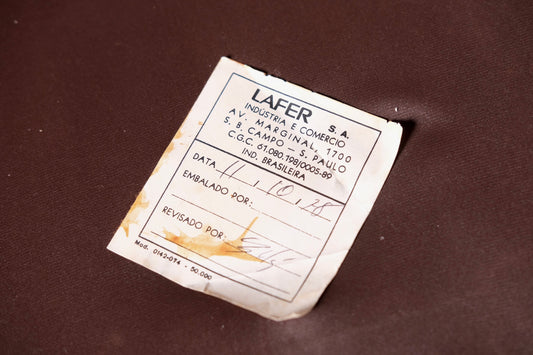 LAFER S.A.
INDÚSTRIA E COMERCIO
AV. MARGINAL, 1700
S. B. CAMPO – S. PAULO
C.G.C. 61.080.198/0005-89
IND. BRASILEIRA
DATA 11.10.78
EMBALADO POR:
REVISADO POR:
Mod. 0142-074 - 50.000